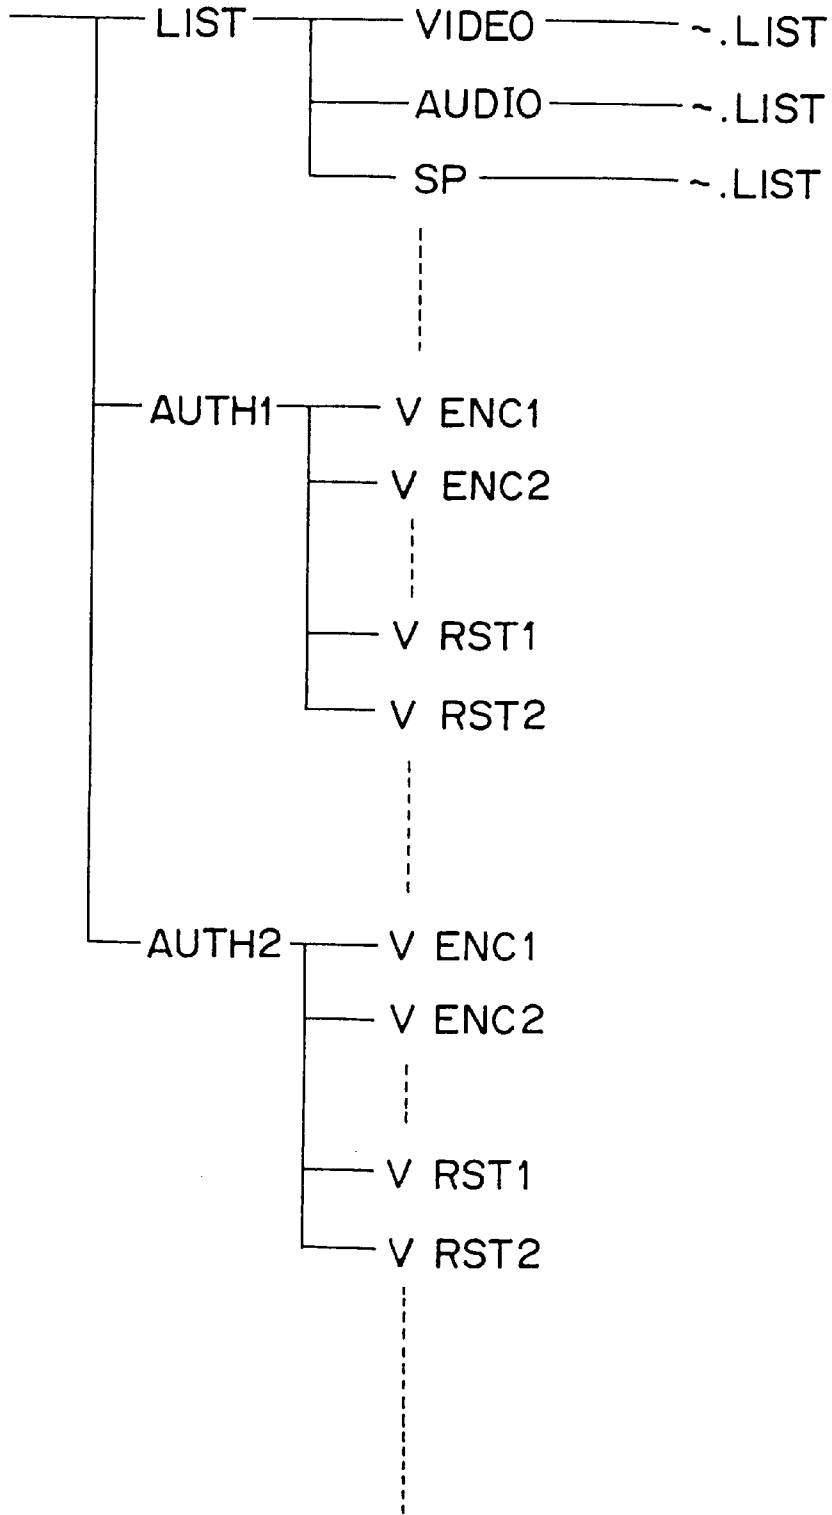 LIST VIDEO ~.LIST
AUDIO ~.LIST
SP ~.LIST
AUTH1 V ENC1
V ENC2
V RST1
V RST2
AUTH2 V ENC1
V ENC2
V RST1
V RST2